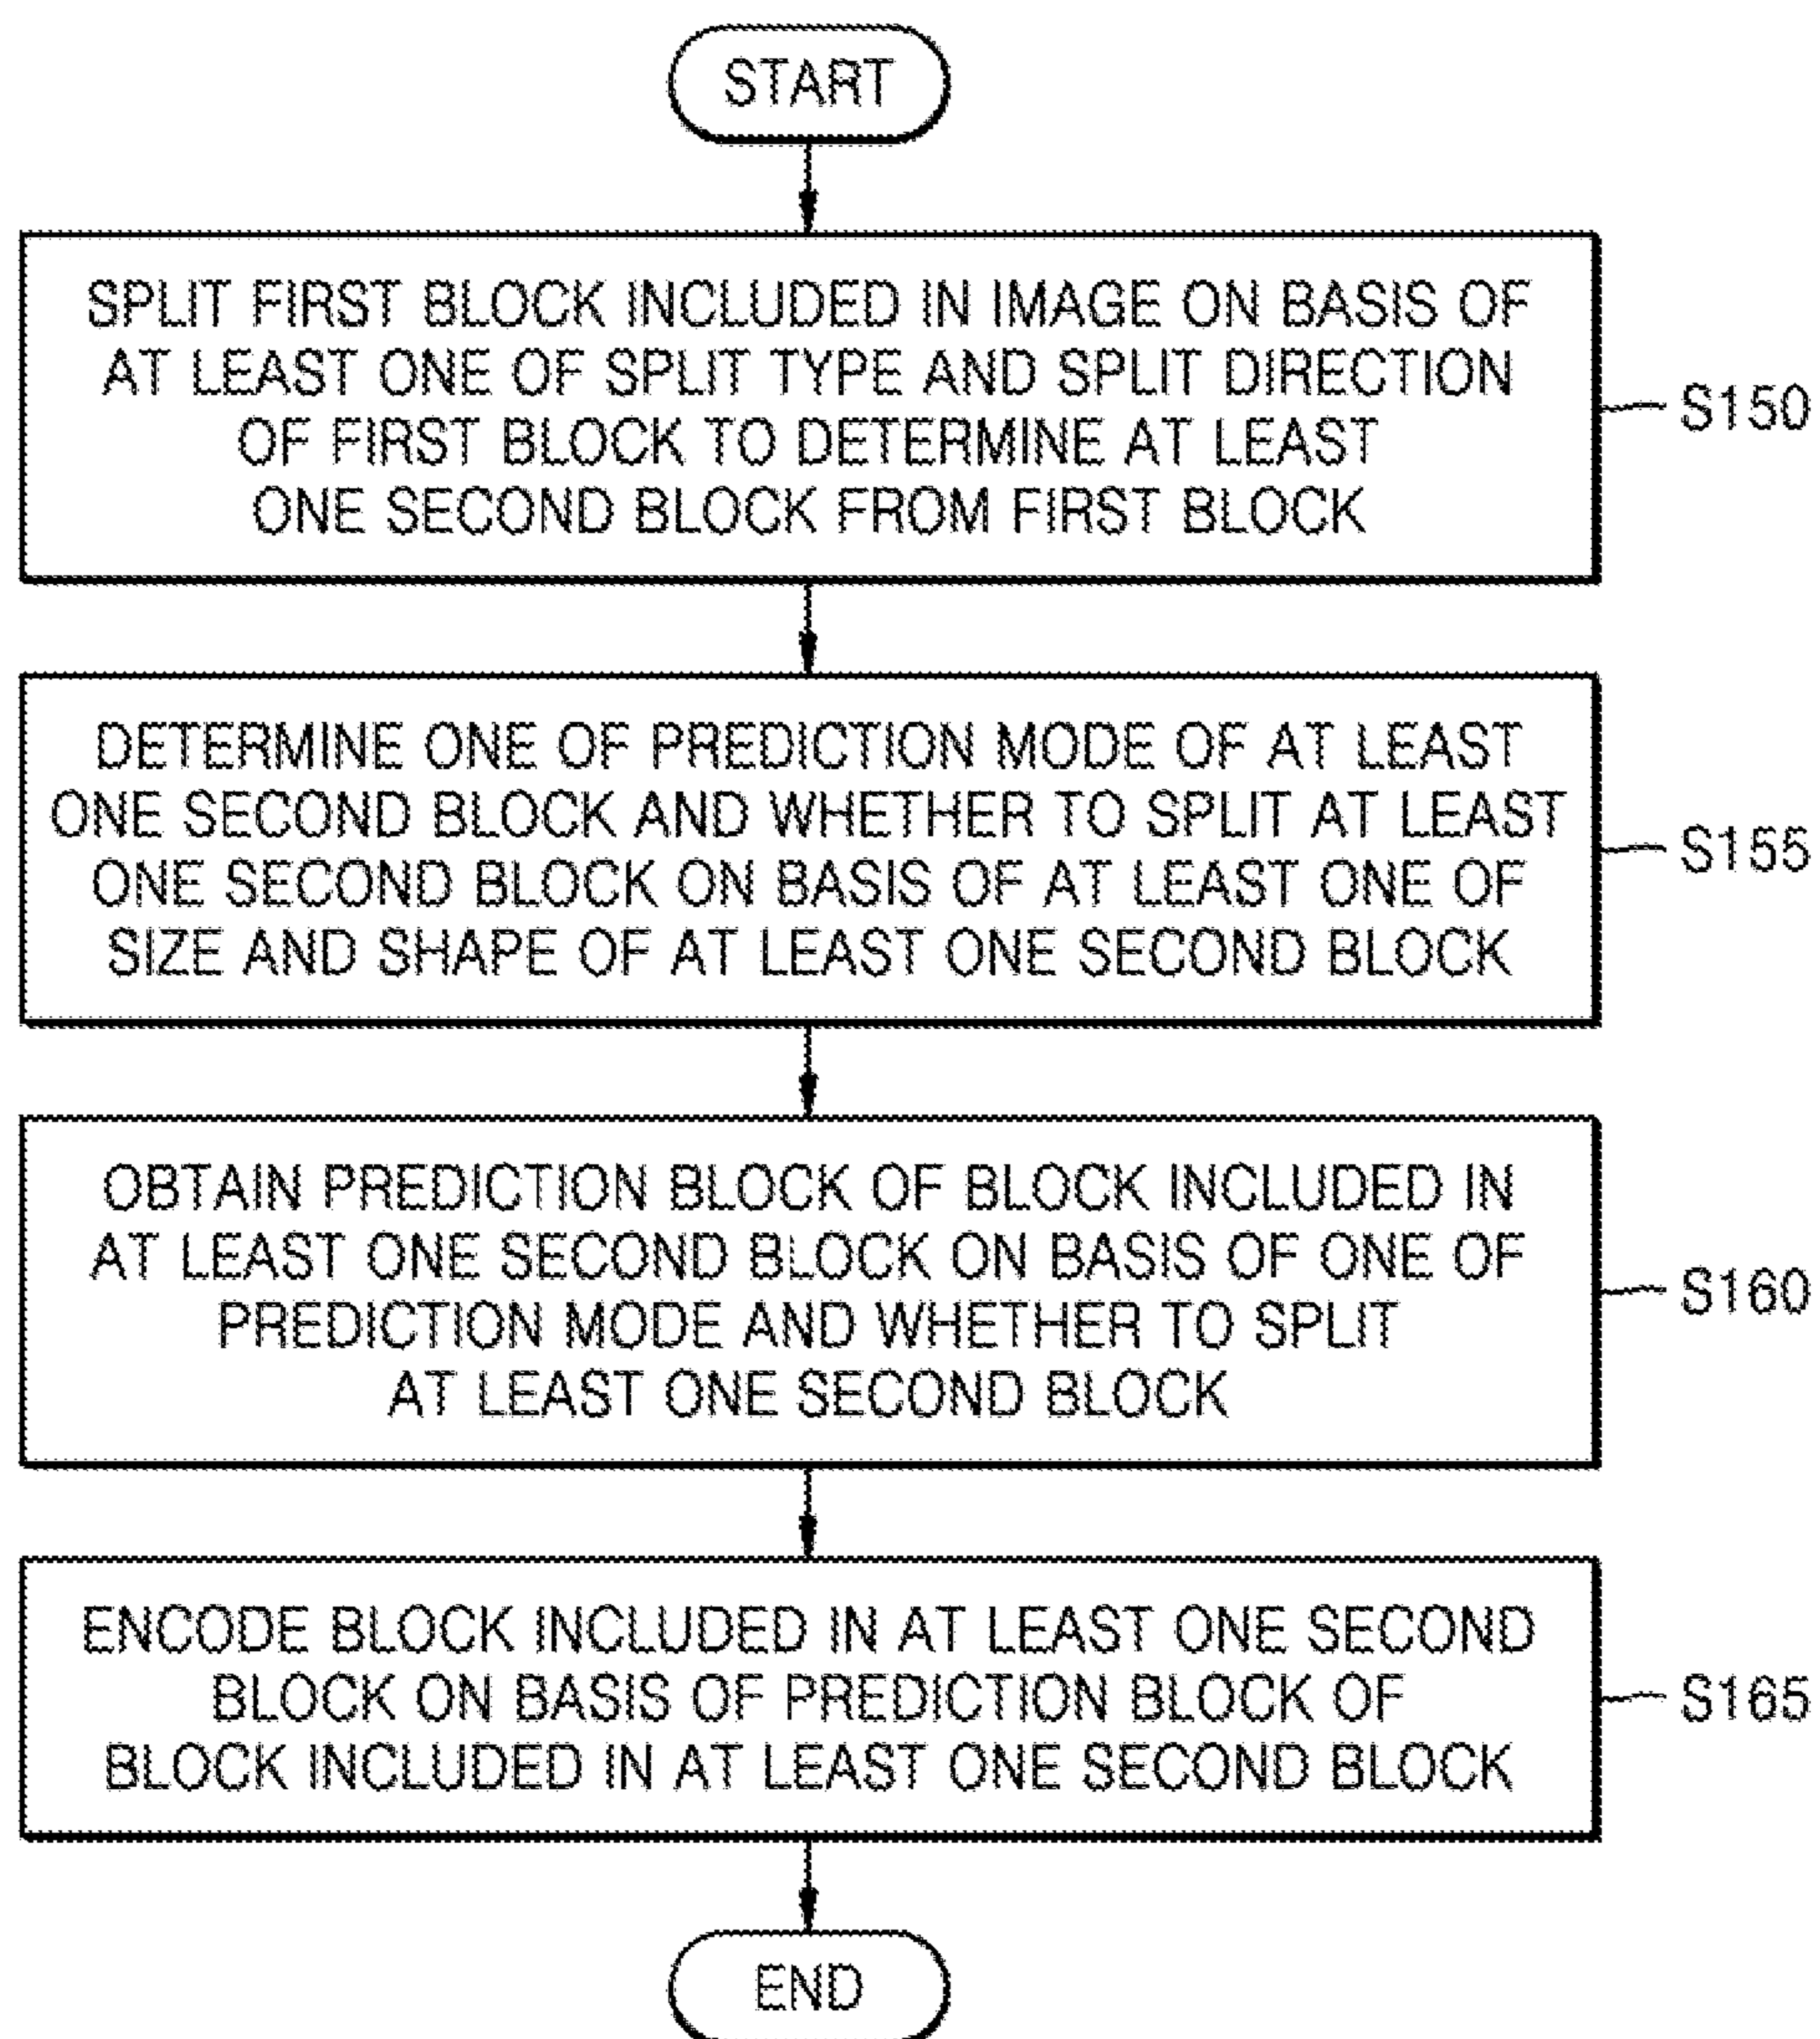 START
SPLIT FIRST BLOCK INCLUDED IN IMAGE ON BASIS OF
AT LEAST ONE OF SPLIT TYPE AND SPLIT DIRECTION
OF FIRST BLOCK TO DETERMINE AT LEAST
ONE SECOND BLOCK FROM FIRST BLOCK
S150
DETERMINE ONE OF PREDICTION MODE OF AT LEAST
ONE SECOND BLOCK AND WHETHER TO SPLIT AT LEAST
ONE SECOND BLOCK ON BASIS OF AT LEAST ONE OF
SIZE AND SHAPE OF AT LEAST ONE SECOND BLOCK
S155
OBTAIN PREDICTION BLOCK OF BLOCK INCLUDED IN
AT LEAST ONE SECOND BLOCK ON BASIS OF ONE OF
PREDICTION MODE AND WHETHER TO SPLIT
AT LEAST ONE SECOND BLOCK
S160
ENCODE BLOCK INCLUDED IN AT LEAST ONE SECOND
BLOCK ON BASIS OF PREDICTION BLOCK OF
BLOCK INCLUDED IN AT LEAST ONE SECOND BLOCK
S165
END